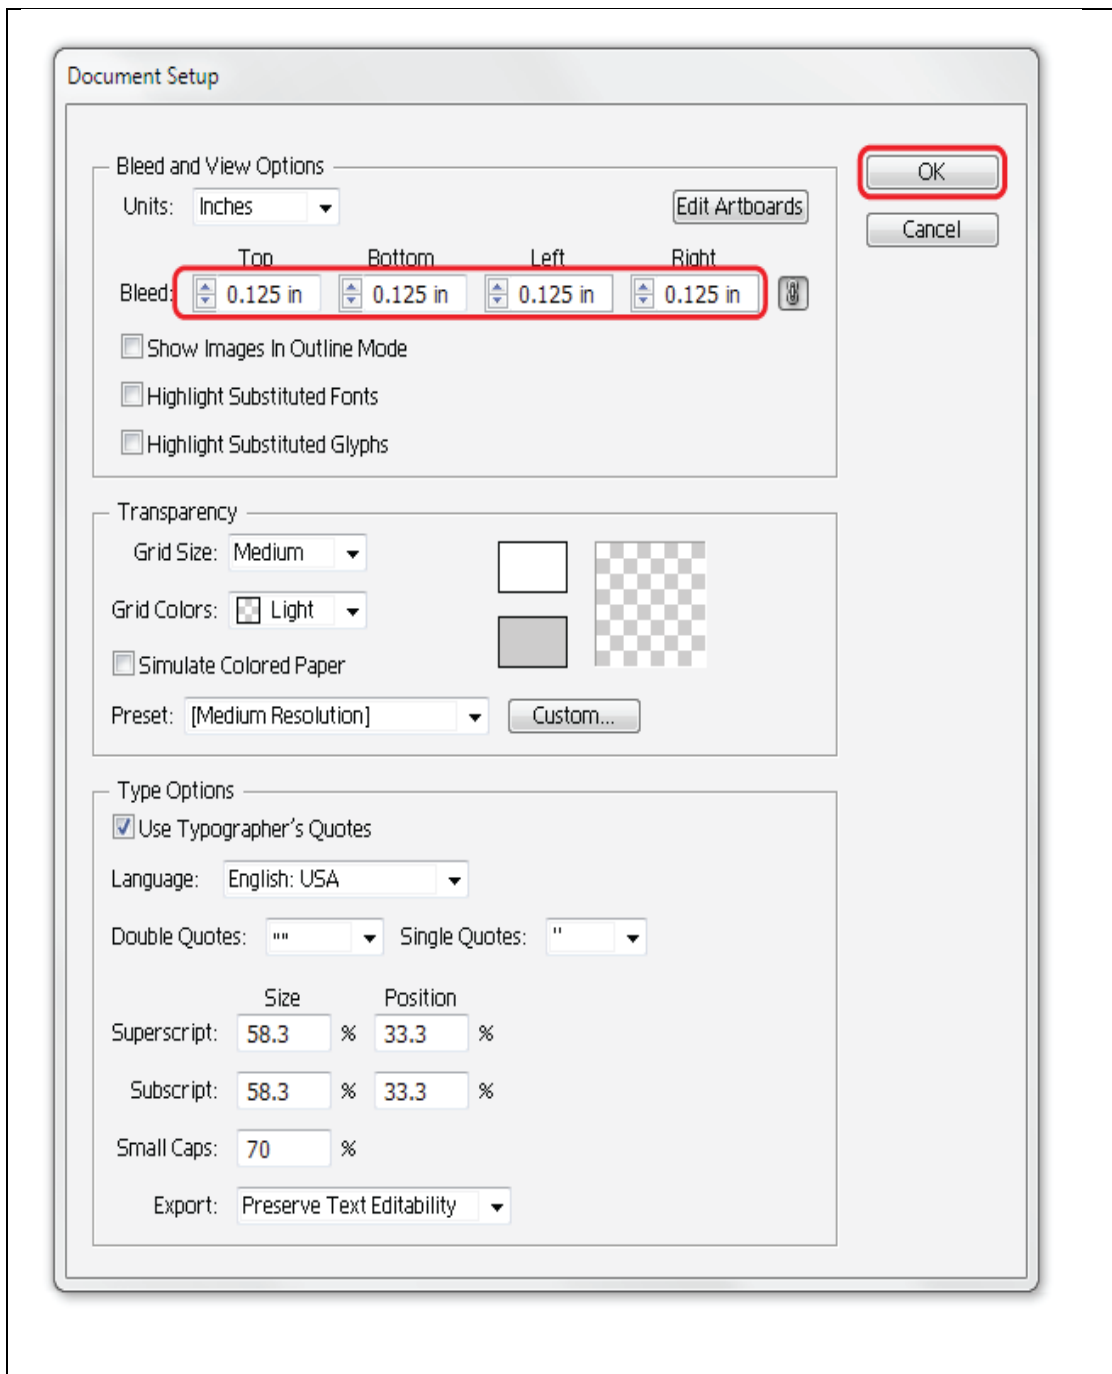 Document Setup
Bleed and View Options
OK
Units: Inches Edit Artboards
Cancel
Top Bottom Left Right
Bleed: 0.125 in 0.125 in 0.125 in 0.125 in
Show Images In Outline Mode
Highlight Substituted Fonts
Highlight Substituted Glyphs
Transparency
Grid Size: Medium
Grid Colors: Light
Simulate Colored Paper
Preset: [Medium Resolution] Custom...
Type Options
Use Typographer's Quotes
Language: English: USA
Double Quotes: "" Single Quotes: ''
Size Position
Superscript: 58.3 % 33.3 %
Subscript: 58.3 % 33.3 %
Small Caps: 70 %
Export: Preserve Text Editability